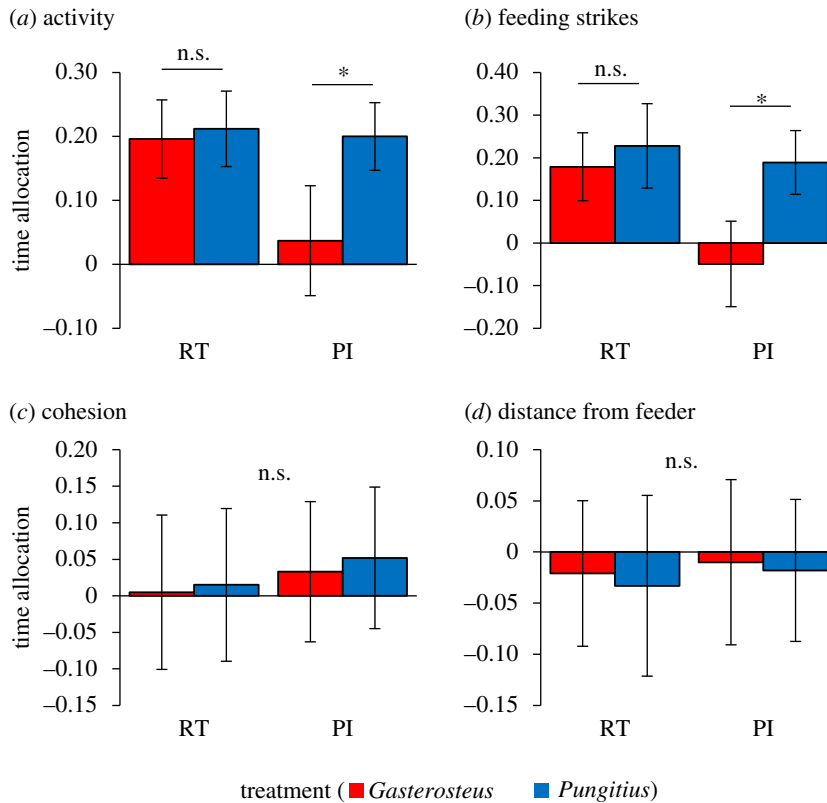 (a) activity
n.s.
*
0.30
0.20
0.10
0
–0.10
time allocation
RT PI
(b) feeding strikes
n.s.
*
0.40
0.30
0.20
0.10
0
–0.10
–0.20
RT PI
(c) cohesion
n.s.
0.20
0.15
0.10
0.05
0
–0.05
–0.10
–0.15
time allocation
RT PI
(d) distance from feeder
n.s.
0.10
0.05
0
–0.05
–0.10
–0.15
RT PI
treatment ( Gasterosteus Pungitius)